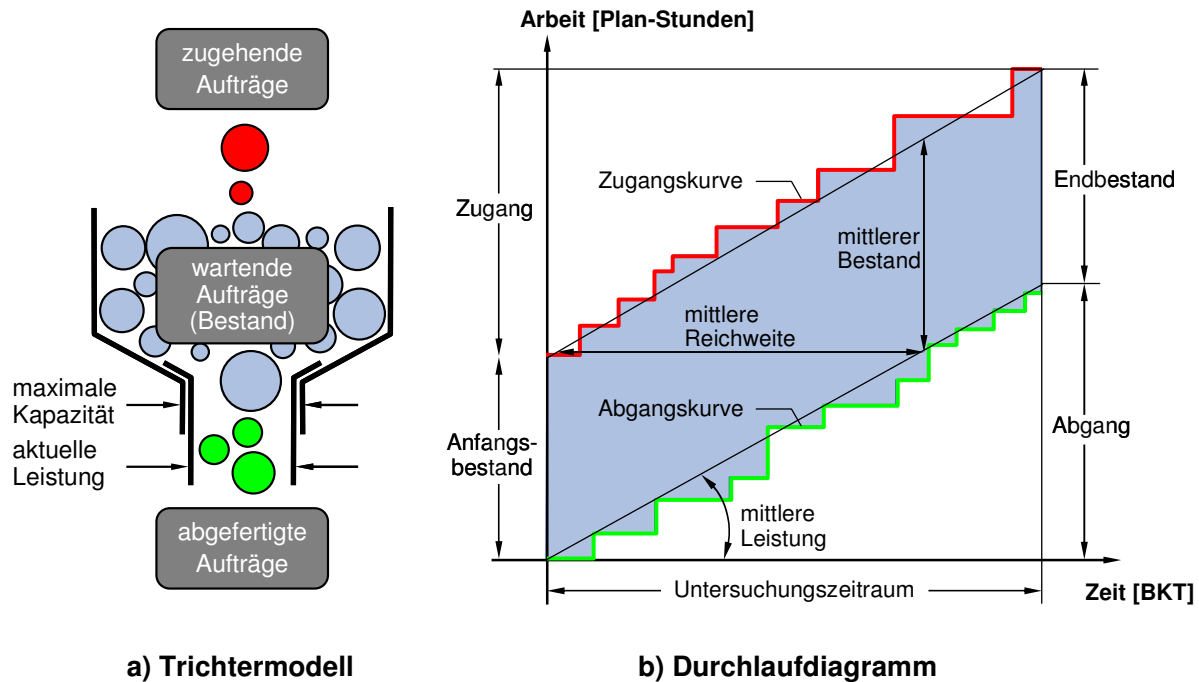 zugehende
Aufträge
wartende
Aufträge
(Bestand)
maximale
Kapazität
aktuelle
Leistung
abgefertigte
Aufträge
a) Trichtermodell
Arbeit [Plan-Stunden]
Zugang
Zugangskurve
mittlerer
Bestand
Endbestand
mittlere
Reichweite
Anfangs-
bestand
Abgangskurve
Abgang
mittlere
Leistung
Untersuchungszeitraum
Zeit [BKT]
b) Durchlaufdiagramm